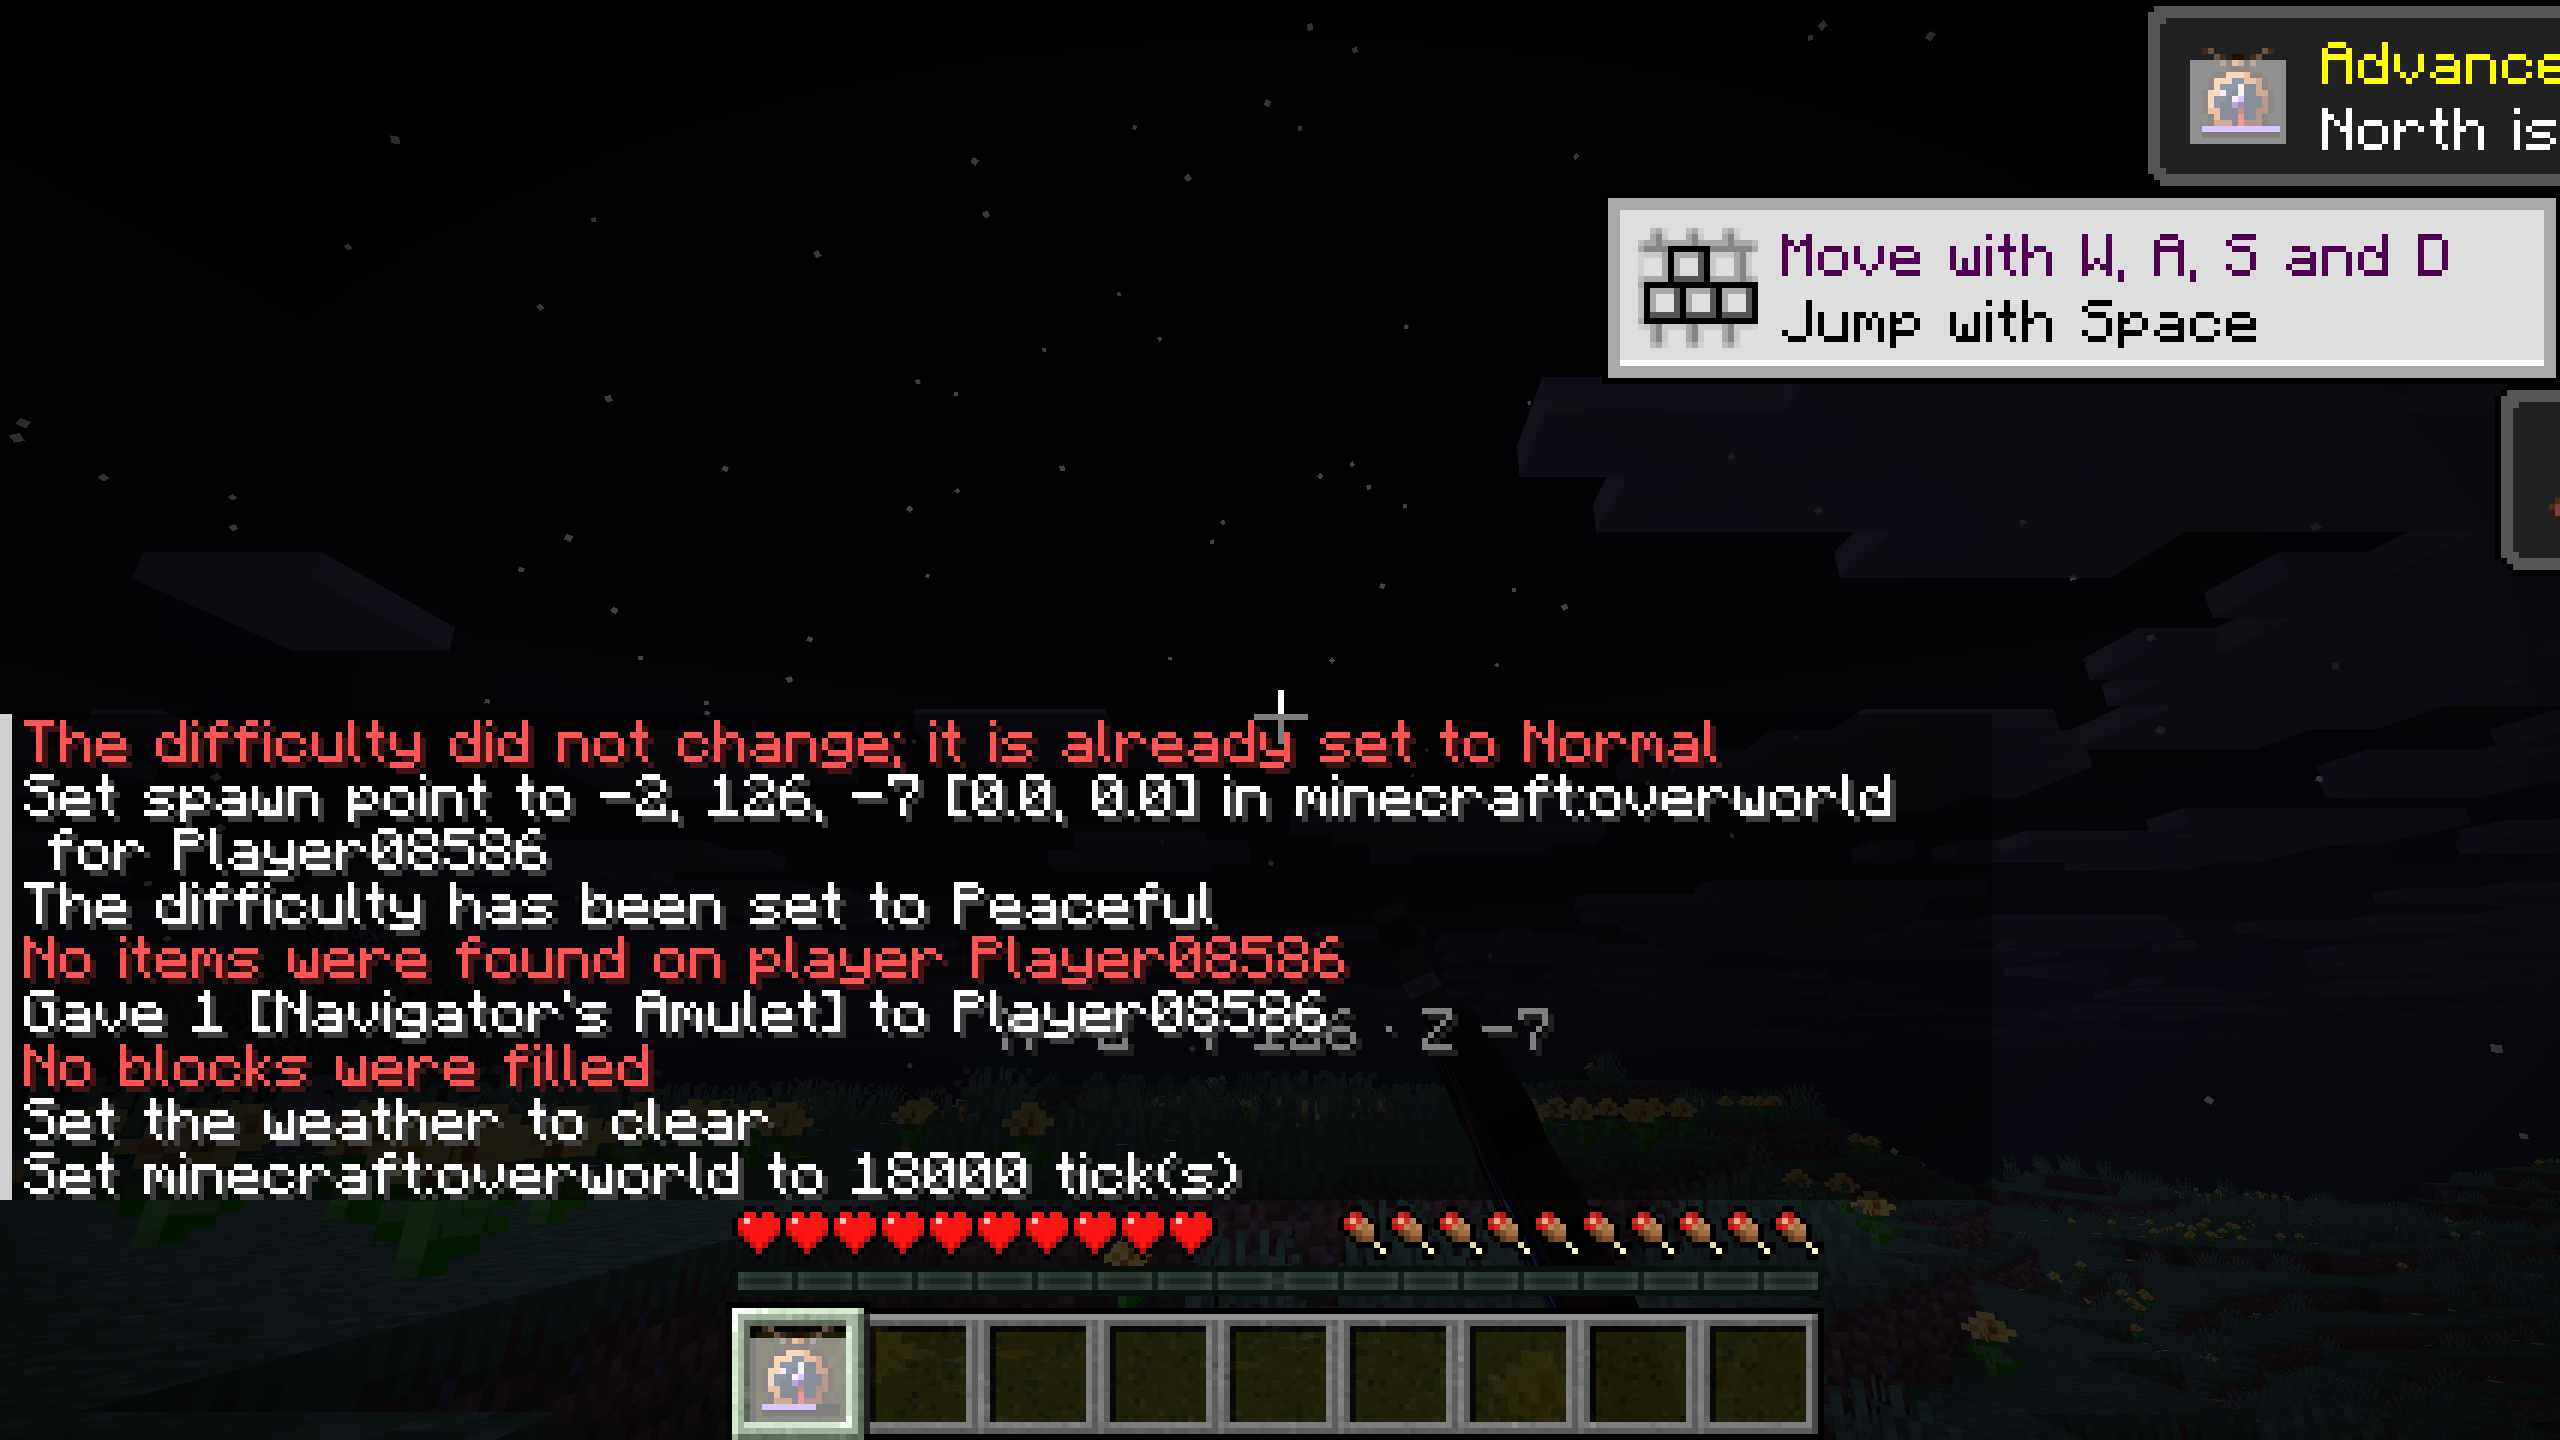 Advance
North is
Move with W, A, S and D
Jump with Space
The difficulty did not change; it is already set to Normal
Set spawn point to -2, 126, -7 [0.0, 0.0] in minecraft:overworld
for Player08586
The difficulty has been set to Peaceful
No items were found on player Player08586
Gave 1 [Navigator's Amulet] to Player08586
126 · Z -7
No blocks were filled
Set the weather to clear
Set minecraft:overworld to 18000 tick(s)